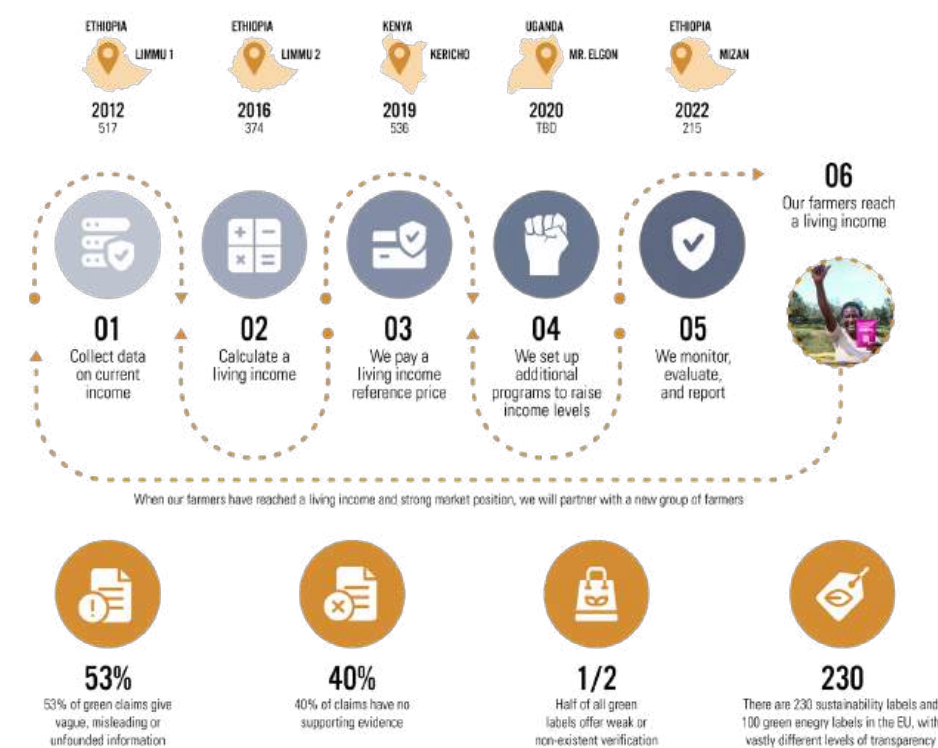 ETHIOPIA
LIMMU 1
2012
517
ETHIOPIA
LIMMU 2
2016
374
KENYA
KERICHO
2019
536
UGANDA
MR. ELGON
2020
TBD
ETHIOPIA
MIZAN
2022
215
01
Collect data
on current
income
02
Calculate a
living income
03
We pay a
living income
reference price
04
We set up
additional
programs to raise
income levels
05
We monitor,
evaluate,
and report
06
Our farmers reach
a living income
When our farmers have reached a living income and strong market position, we will partner with a new group of farmers
53%
53% of green claims give
vague, misleading or
unfounded information
40%
40% of claims have no
supporting evidence
1/2
Half of all green
labels offer weak or
non-existent verification
230
There are 230 sustainability labels and
100 green enegry labels in the EU, with
vastly different levels of transparency